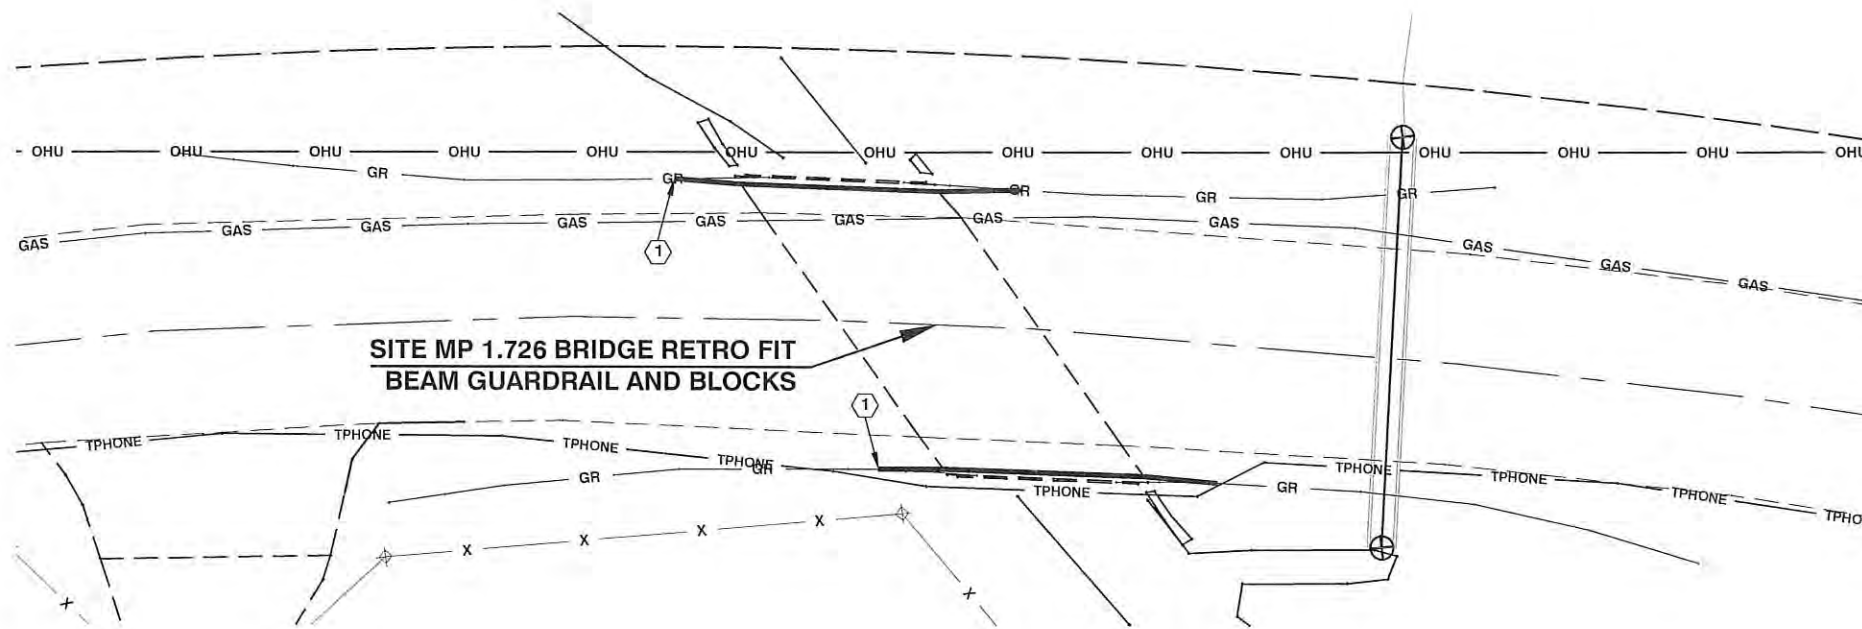 OHU OHU OHU OHU OHU OHU OHU OHU OHU OHU OHU OHU OHU OHU
GR GR GR GR GR
GAS GAS GAS GAS GAS GAS GAS GAS GAS GAS GAS GAS
1
SITE MP 1.726 BRIDGE RETRO FIT
BEAM GUARDRAIL AND BLOCKS
1
TPHONE TPHONE TPHONE TPHONE TPHONE TPHONE TPHONE TPHONE TPHO
GR GR GR
X X X X
X X